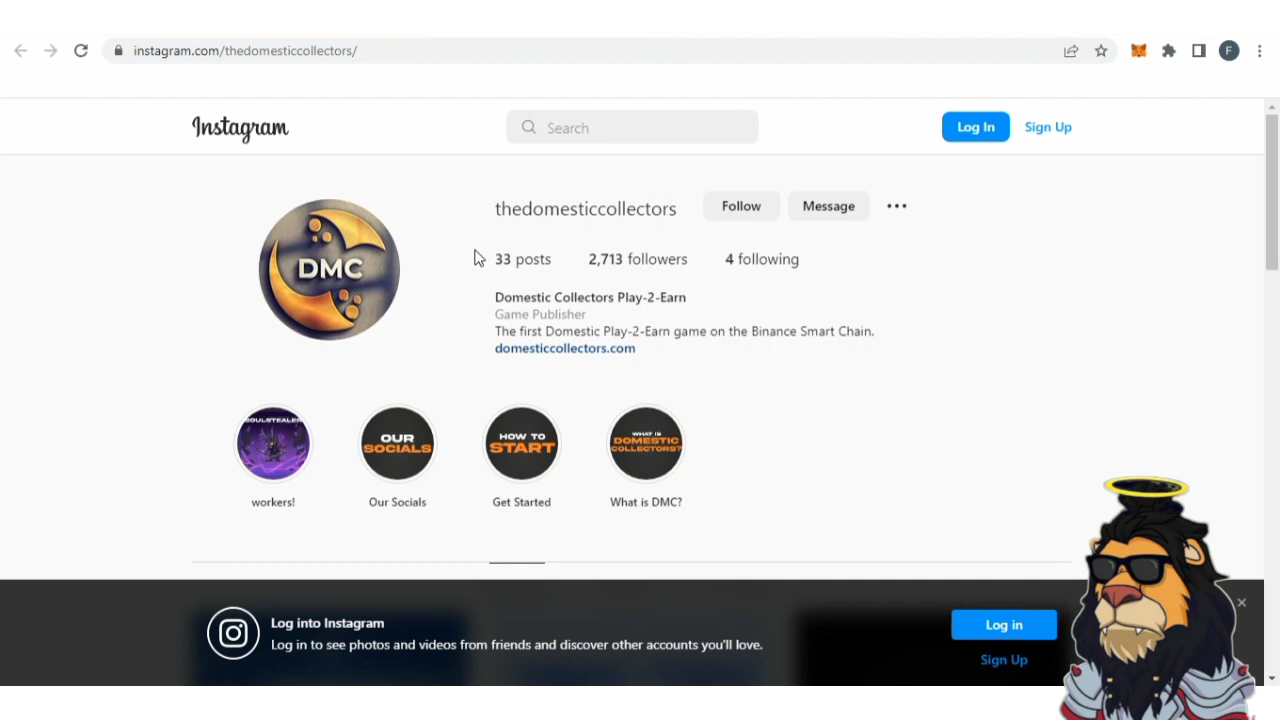 instagram.com/thedomesticcollectors/
F
Instagram
Search
Log In
Sign Up
thedomesticcollectors
Follow
Message
33 posts
2,713 followers
4 following
DMC
Domestic Collectors Play-2-Earn
Game Publisher
The first Domestic Play-2-Earn game on the Binance Smart Chain.
domesticcollectors.com
SOULSTEALER
OUR
SOCIALS
HOW TO
START
WHAT IS
DOMESTIC
COLLECTORS?
workers!
Our Socials
Get Started
What is DMC?
Log into Instagram
Log in to see photos and videos from friends and discover other accounts you'll love.
Log in
Sign Up